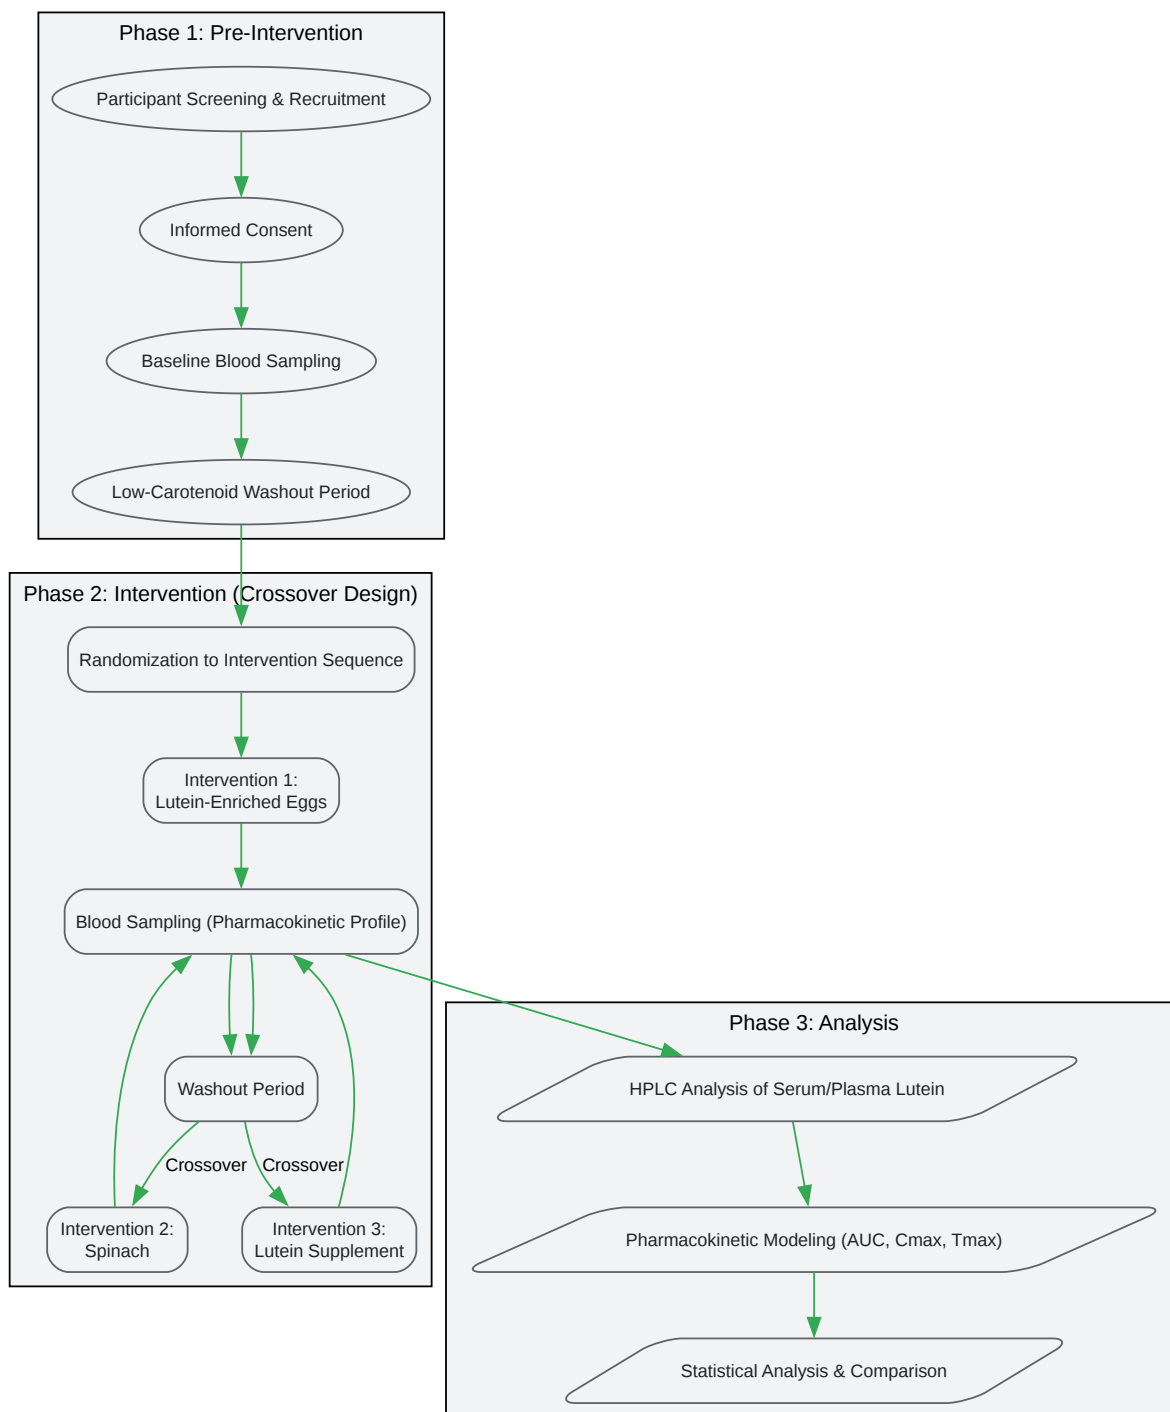 Phase 1: Pre-Intervention
Participant Screening & Recruitment
Informed Consent
Baseline Blood Sampling
Low-Carotenoid Washout Period
Phase 2: Intervention (Crossover Design)
Randomization to Intervention Sequence
Intervention 1:
Lutein-Enriched Eggs
Blood Sampling (Pharmacokinetic Profile)
Washout Period
Crossover
Crossover
Intervention 2:
Spinach
Intervention 3:
Lutein Supplement
Phase 3: Analysis
HPLC Analysis of Serum/Plasma Lutein
Pharmacokinetic Modeling (AUC, Cmax, Tmax)
Statistical Analysis & Comparison